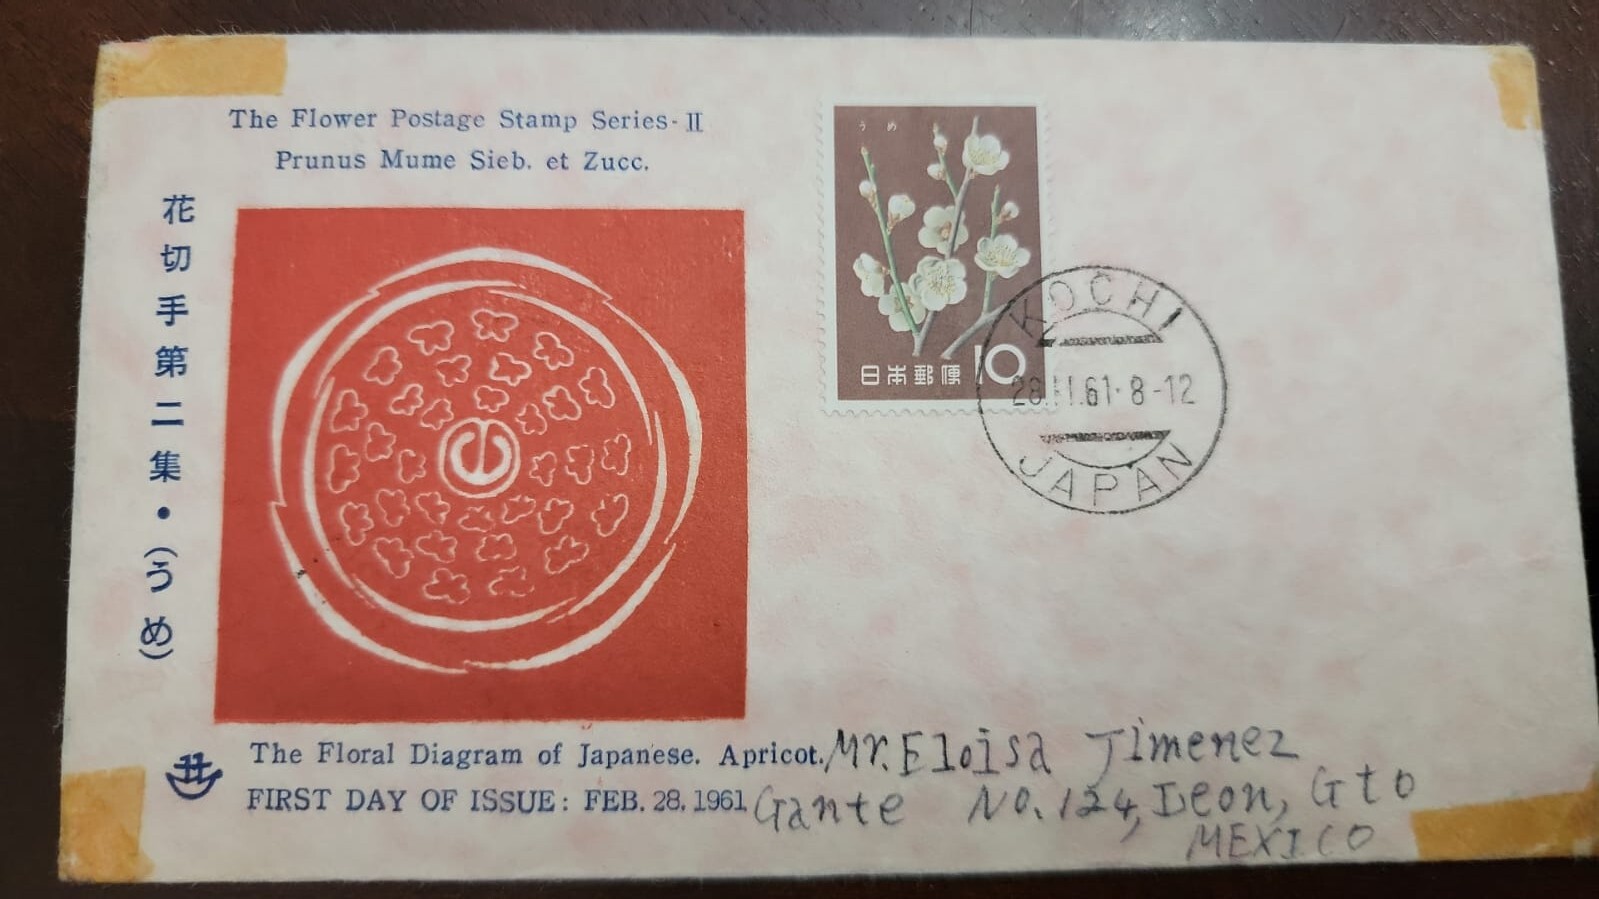 The Flower Postage Stamp Series-II
Prunus Mume Sieb. et Zucc.
花切手第二集・(うめ)
うめ
日本郵便 10
KOCHI
28.II.61・8-12
JAPAN
The Floral Diagram of Japanese. Apricot.
FIRST DAY OF ISSUE: FEB. 28. 1961
Mr. Eloisa Jimenez
Gante No. 124, Leon, Gto
MEXICO